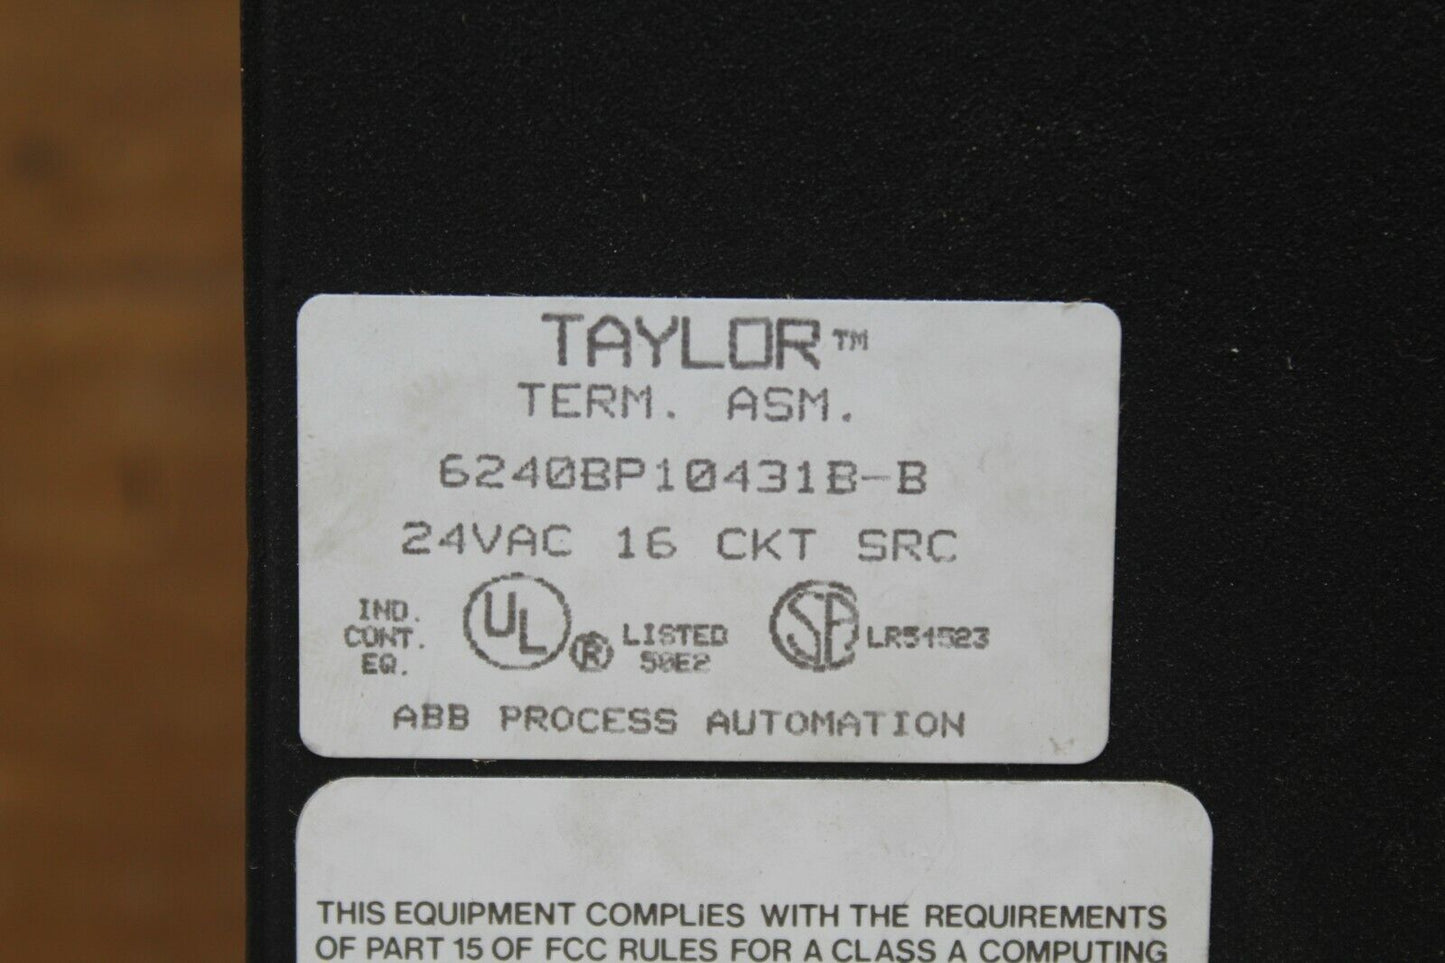 TAYLOR™
TERM. ASM.
6240BP10431B-B
24VAC 16 CKT SRC
IND.
CONT.
EQ.
UL® LISTED
50E2
SA LR51523
ABB PROCESS AUTOMATION
THIS EQUIPMENT COMPLiES WITH THE REQUIREMENTS
OF PART 15 OF FCC RULES FOR A CLASS A COMPUTING